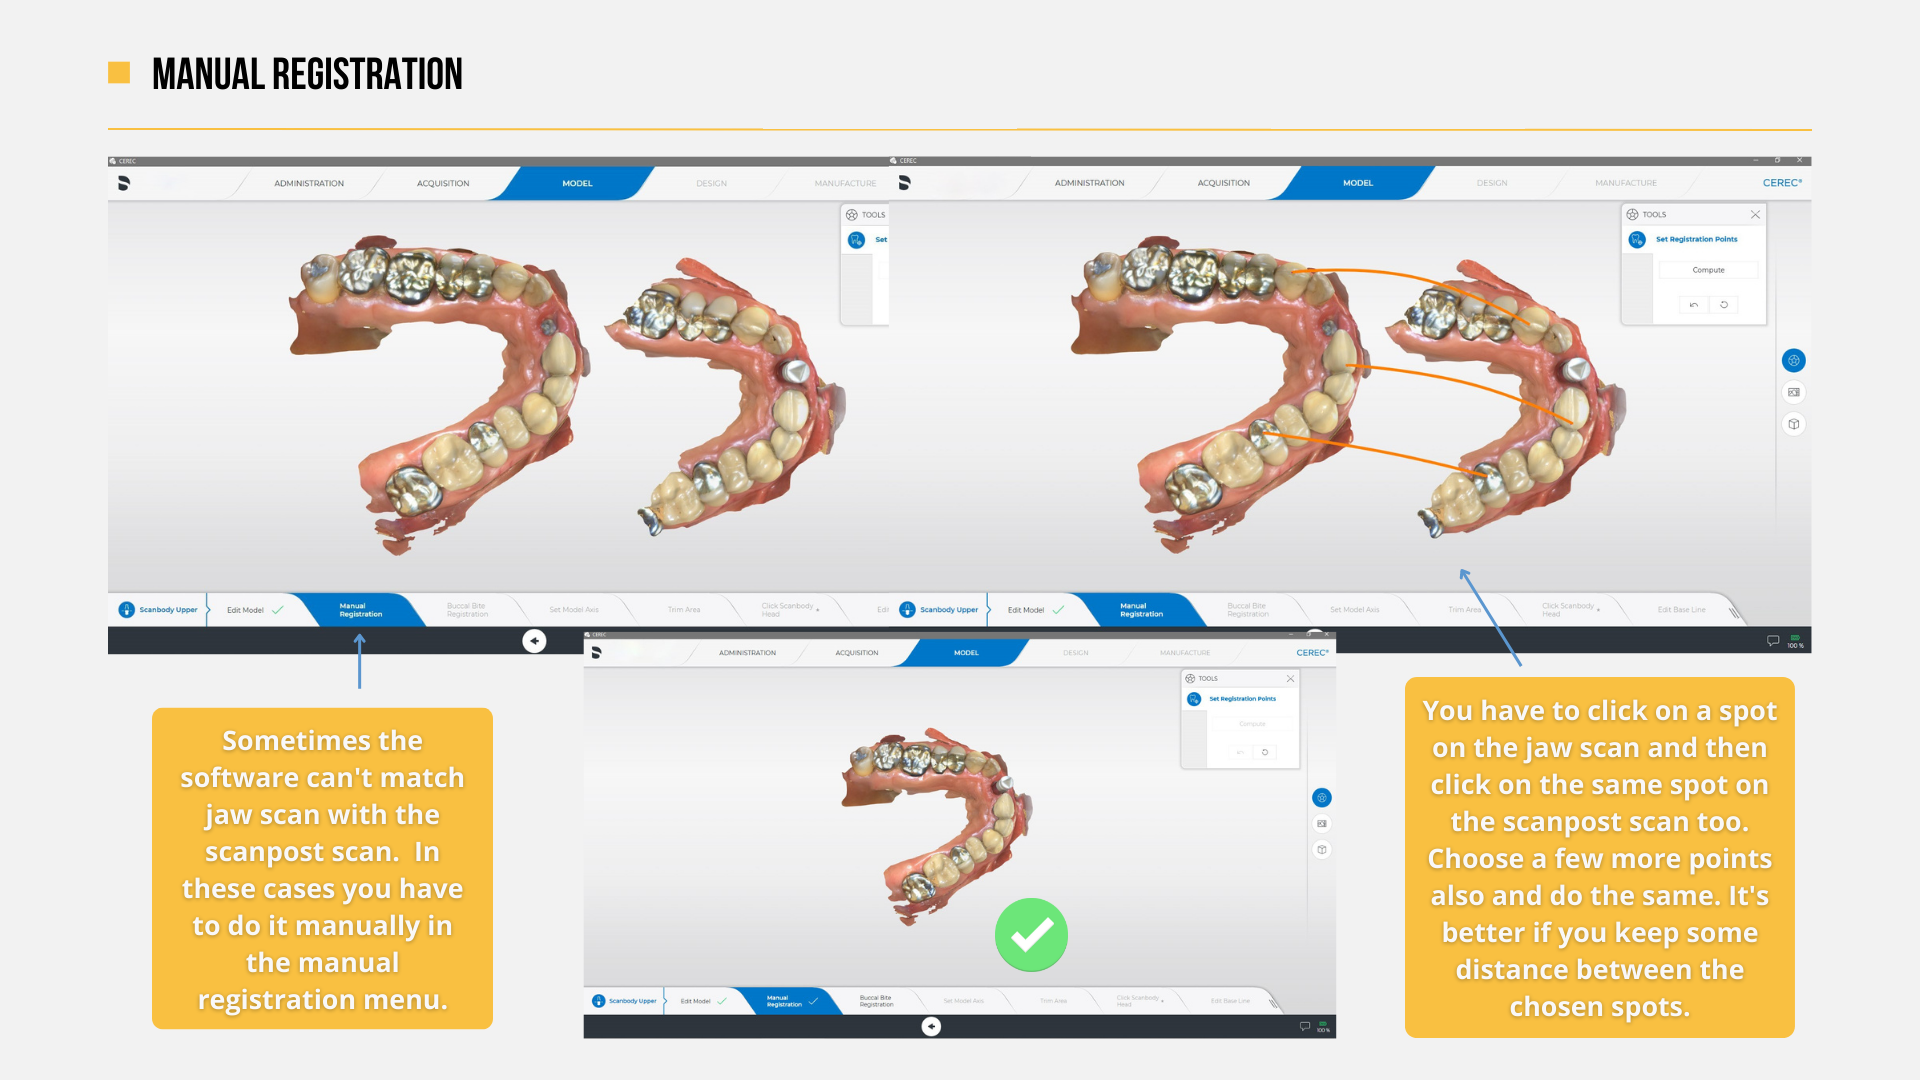 MANUAL REGISTRATION
CEREC
ADMINISTRATION
ACQUISITION
MODEL
DESIGN
MANUFACTURE
TOOLS
Set
Scanbody Upper
Edit Model
Manual
Registration
Buccal Bite
Registration
Set Model Axis
Trim Area
Click Scanbody
Head
Edi
CEREC
ADMINISTRATION
ACQUISITION
MODEL
DESIGN
MANUFACTURE
CEREC®
TOOLS
Set Registration Points
Compute
Scanbody Upper
Edit Model
Manual
Registration
Buccal Bite
Registration
Set Model Axis
Trim Area
Click Scanbody
Head
Edit Base Line
100 %
CEREC
ADMINISTRATION
ACQUISITION
MODEL
DESIGN
MANUFACTURE
CEREC®
TOOLS
Set Registration Points
Compute
Scanbody Upper
Edit Model
Manual
Registration
Buccal Bite
Registration
Set Model Axis
Trim Area
Click Scanbody
Head
Edit Base Line
100 %
Sometimes the
software can't match
jaw scan with the
scanpost scan. In
these cases you have
to do it manually in
the manual
registration menu.
You have to click on a spot
on the jaw scan and then
click on the same spot on
the scanpost scan too.
Choose a few more points
also and do the same. It's
better if you keep some
distance between the
chosen spots.